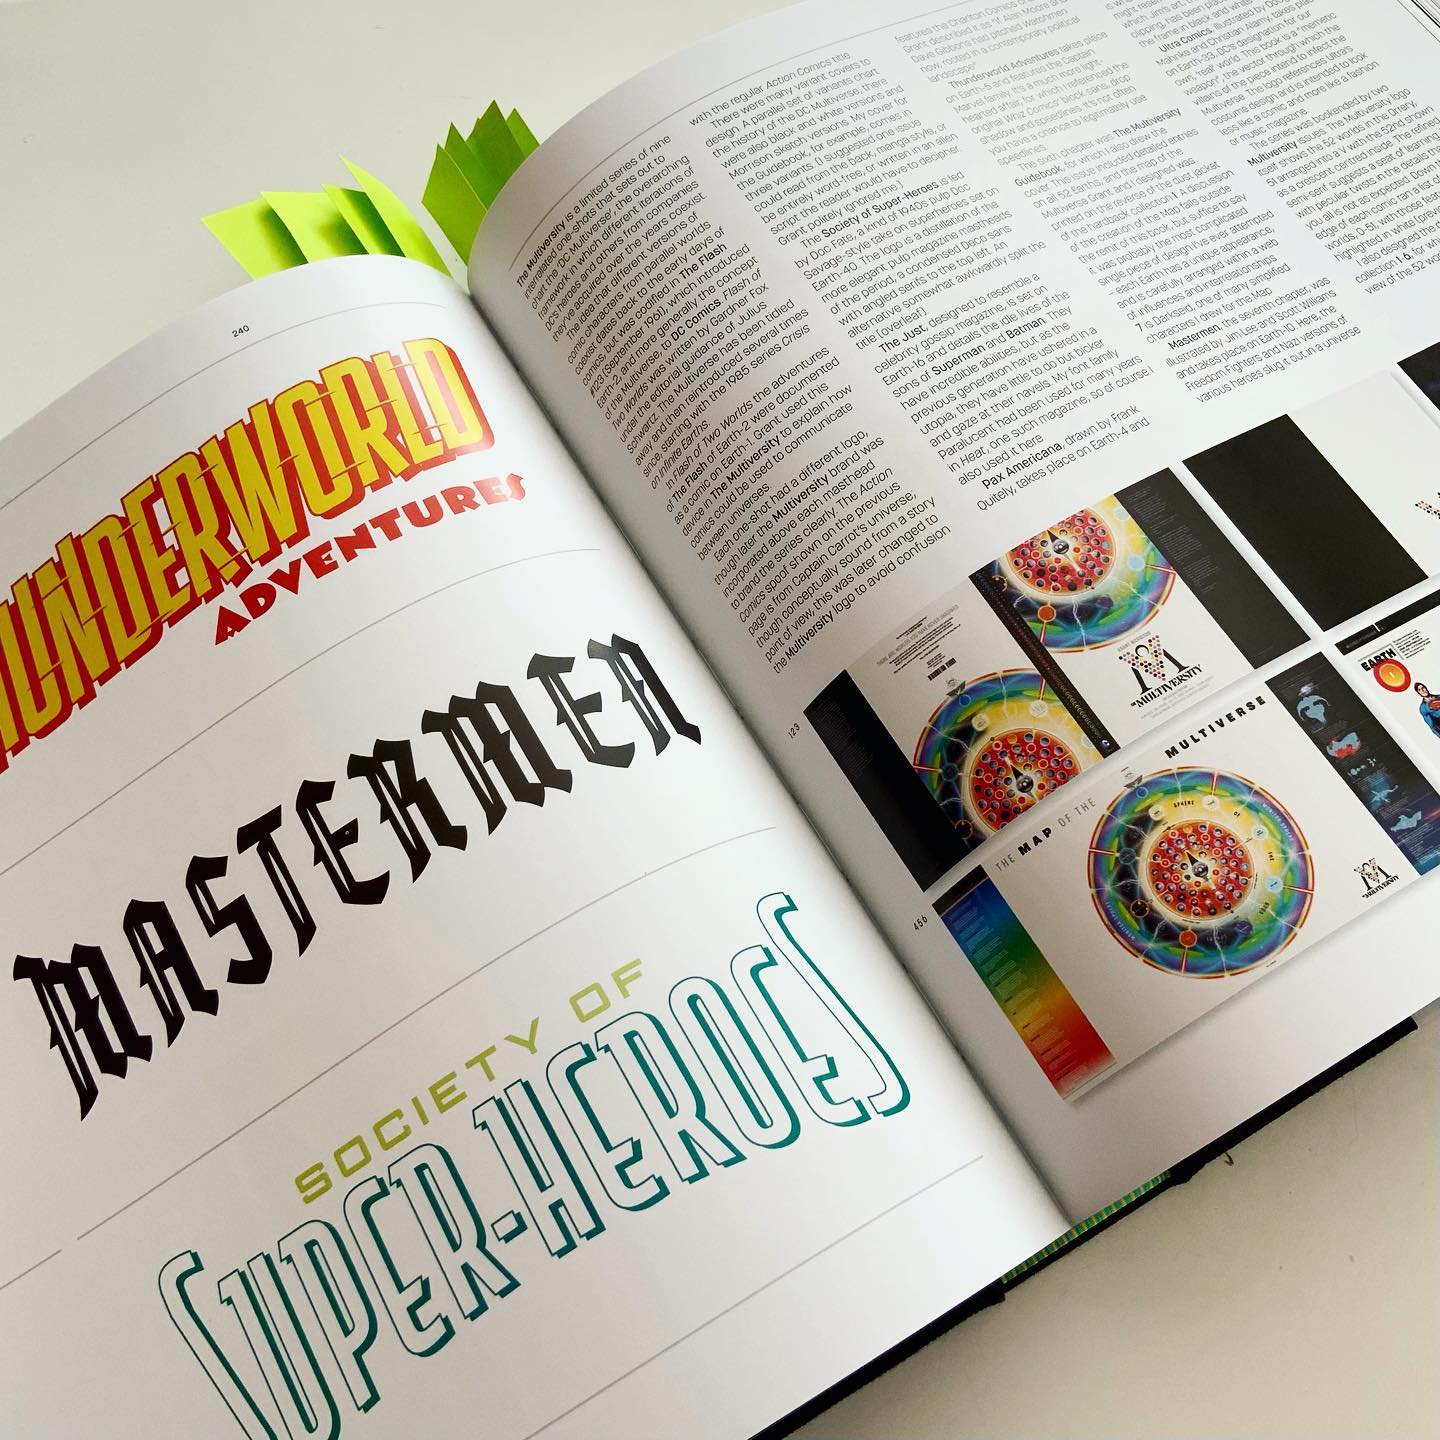 240
THUNDERWORLD
ADVENTURES
MASTERMEN
SOCIETY OF
SUPER-HEROES
The Multiversity is a limited series of nine
interrelated one-shots that sets out to
chart the 'DC Multiverse', the overarching
framework in which different iterations of
DC's heroes and others from companies
they've acquired over the years coexist
The idea that different versions of
comic characters from parallel worlds
coexist dates back to the early days of
comics, but was codified in The Flash
#123 (September 1961), which introduced
Earth-2, and more generally the concept
of the Multiverse, to DC Comics. Flash of
Two Worlds was written by Gardner Fox
under the editorial guidance of Julius
Schwartz. The Multiverse has been tidied
away and then reintroduced several times
since, starting with the 1985 series Crisis
on Infinite Earths.
In Flash of Two Worlds the adventures
of The Flash of Earth-2 were documented
as a comic on Earth-1. Grant used this
device in The Multiversity to explain how
comics could be used to communicate
between universes.
Each one-shot had a different logo,
though later the Multiversity brand was
incorporated above each masthead
to brand the series clearly. The Action
Comics spoof shown on the previous
page is from Captain Carrot's universe,
though conceptually sound from a story
point of view, this was later changed to
the Multiversity logo to avoid confusion
with the regular Action Comics title
There were many variant covers to
design. A parallel set of variants chart
the history of the DC Multiverse, there
were also black and white versions and
Morrison sketch versions. My cover for
the Guidebook, for example, comes in
three variants. (I suggested one issue
could read from the back, manga style, or
be entirely word-free, or written in an alien
script the reader would have to decipher
Grant politely ignored me.)
The Society of Super-Heroes is led
by Doc Fate, a kind of 1940s pulp Doc
Savage-style take on superheroes set on
Earth-40. The logo is a distillation of the
more elegant pulp magazine mastheads
of the period, a condensed Deco sans
with angled serifs to the top left. An
alternative somewhat awkwardly split the
title (overleaf)
The Just, designed to resemble a
celebrity gossip magazine, is set on
Earth-16 and details the idle lives of the
sons of Superman and Batman. They
have incredible abilities, but as the
previous generation have ushered in a
utopia, they have little to do but bicker
and gaze at their navels. My font family
Paralucent had been used for many years
in Heat, one such magazine, so of course I
also used it here.
Pax Americana, drawn by Frank
Quitely, takes place on Earth-4 and
features the Charlton Comics
Grant described it as "if Alan Moore and
Dave Gibbons had pitched Watchmen
now, rooted in a contemporary political
landscape"
Thunderworld Adventures takes place
on Earth-5 and features the Captain
Marvel family. It's a much more light-
hearted affair, for which I referenced the
original Whiz Comics' block sans, drop
shadow and speedlines. It's not often
you have a chance to legitimately use
speedlines
The sixth chapter was The Multiversity
Guidebook, for which I also drew the
cover. This issue included detailed entries
on all 52 Earths, and the map of the
Multiverse Grant and I designed was
printed on the reverse of the dust jacket
of the hardback collection 1. A discussion
of the creation of the Map falls outside
the remit of this book, but suffice to say
it was probably the most complicated
single piece of design I've ever attempted
each Earth has a unique appearance,
and is carefully arranged within a web
of influences and interrelationships
7 is Darkseid, one of many simplified
characters I drew for the Map
Mastermen, the seventh chapter, was
illustrated by Jim Lee and Scott Williams
and takes place on Earth-10. Here, the
Freedom Fighters and Nazi versions of
various heroes slug it out in a universe
which Jim's art,
clipping, has been
the frame in black and white
Ultra Comics, illustrated by Doug
Mahnke and Christian Alamy, takes place
on Earth-33, DC's designation for our
own, 'real' world. This book is a "memetic
weapon", the vector through which the
villains of the piece intend to infect the
Multiverse. The logo references Ultra's
costume design and is intended to look
less like a comic and more like a fashion
or music magazine.
The series was bookended by two
Multiversity issues. The Multiversity logo
itself shows the 52 worlds in the Orrery,
51 arranged into a V with the 52nd shown
as a crescent centred inside. The refined,
semi-serif suggests a seat of learning
with peculiar twists in the details
you all is not as expected. Down
edge of each comic ran a list of
worlds, 0-51, with those
highlighted in white
I also designed the
collection 1-6, for
view of the 52
123
456
GRANT MORRISON
THE MULTIVERSITY
EARTH
THE MAP OF THE
MULTIVERSE
THE MULTIVERSITY